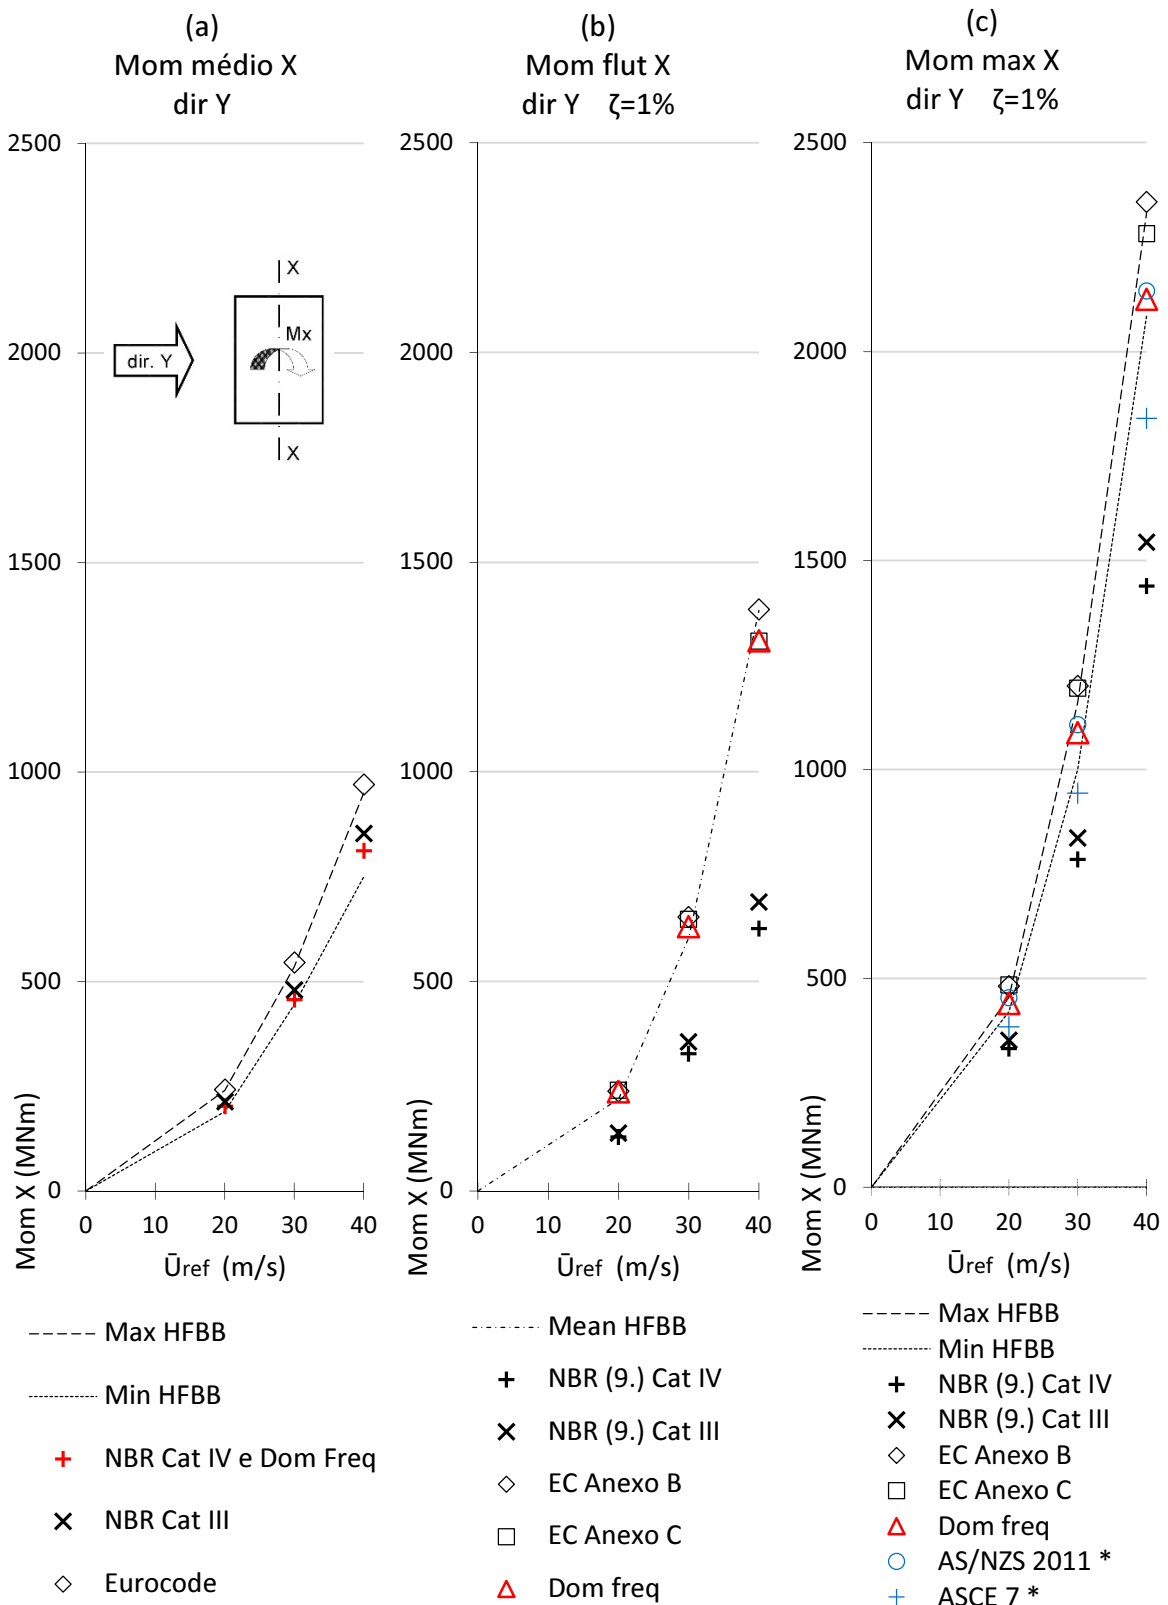 (a)
Mom médio X
dir Y
2500
2000
1500
1000
500
0
0 10 20 30 40
Mom X (MNm)
Ūref (m/s)
X
Mx
dir. Y
X
Max HFBB
Min HFBB
NBR Cat IV e Dom Freq
NBR Cat III
Eurocode
(b)
Mom flut X
dir Y ζ=1%
2500
2000
1500
1000
500
0
0 10 20 30 40
Mom X (MNm)
Ūref (m/s)
Mean HFBB
NBR (9.) Cat IV
NBR (9.) Cat III
EC Anexo B
EC Anexo C
Dom freq
(c)
Mom max X
dir Y ζ=1%
2500
2000
1500
1000
500
0
0 10 20 30 40
Mom X (MNm)
Ūref (m/s)
Max HFBB
Min HFBB
NBR (9.) Cat IV
NBR (9.) Cat III
EC Anexo B
EC Anexo C
Dom freq
AS/NZS 2011 *
ASCE 7 *